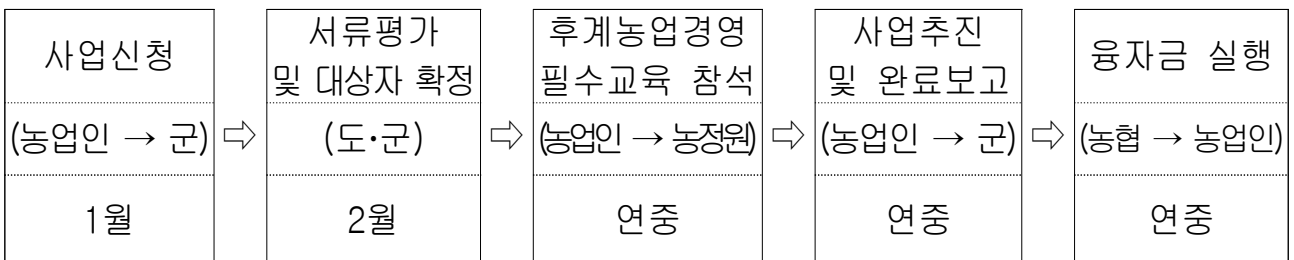 사업신청
(농업인 → 군)
1월
⇨
서류평가
및 대상자 확정
(도·군)
2월
⇨
후계농업경영
필수교육 참석
(농업인 → 농정원)
연중
⇨
사업추진
및 완료보고
(농업인 → 군)
연중
⇨
융자금 실행
(농협 → 농업인)
연중